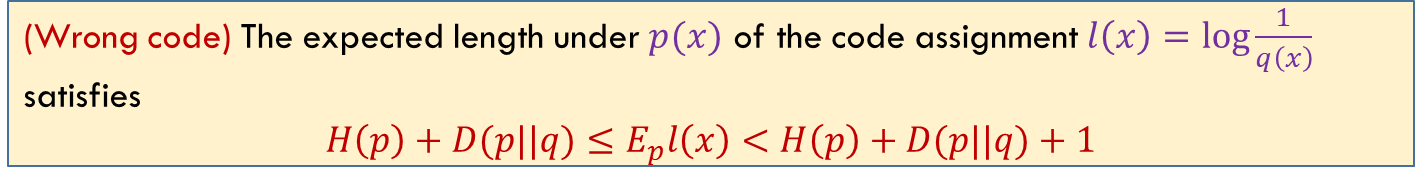 (Wrong code) The expected length under p(x) of the code assignment l(x) = log 1/q(x)
satisfies
H(p) + D(p||q) ≤ E_p l(x) < H(p) + D(p||q) + 1